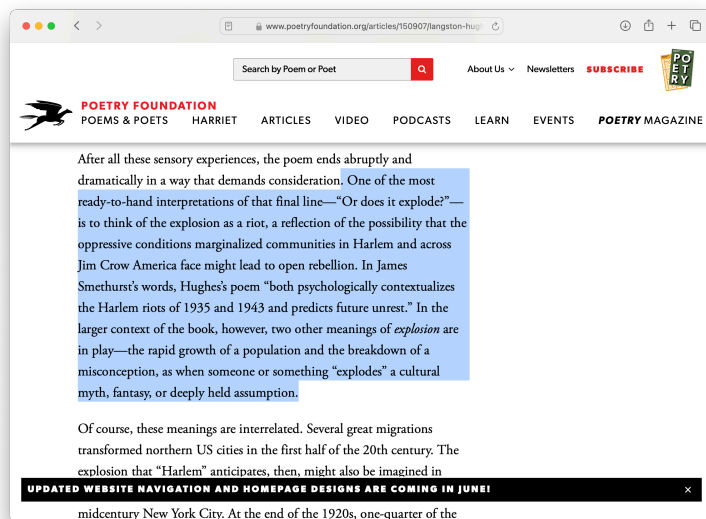 www.poetryfoundation.org/articles/150907/langston-hugh
Search by Poem or Poet
About Us
Newsletters
SUBSCRIBE
PO
ET
RY
POETRY FOUNDATION
POEMS & POETS
HARRIET
ARTICLES
VIDEO
PODCASTS
LEARN
EVENTS
POETRY MAGAZINE
After all these sensory experiences, the poem ends abruptly and
dramatically in a way that demands consideration. One of the most
ready-to-hand interpretations of that final line—“Or does it explode?”—
is to think of the explosion as a riot, a reflection of the possibility that the
oppressive conditions marginalized communities in Harlem and across
Jim Crow America face might lead to open rebellion. In James
Smethurst’s words, Hughes’s poem “both psychologically contextualizes
the Harlem riots of 1935 and 1943 and predicts future unrest.” In the
larger context of the book, however, two other meanings of explosion are
in play—the rapid growth of a population and the breakdown of a
misconception, as when someone or something “explodes” a cultural
myth, fantasy, or deeply held assumption.
Of course, these meanings are interrelated. Several great migrations
transformed northern US cities in the first half of the 20th century. The
explosion that “Harlem” anticipates, then, might also be imagined in
UPDATED WEBSITE NAVIGATION AND HOMEPAGE DESIGNS ARE COMING IN JUNE!
midcentury New York City. At the end of the 1920s, one-quarter of the